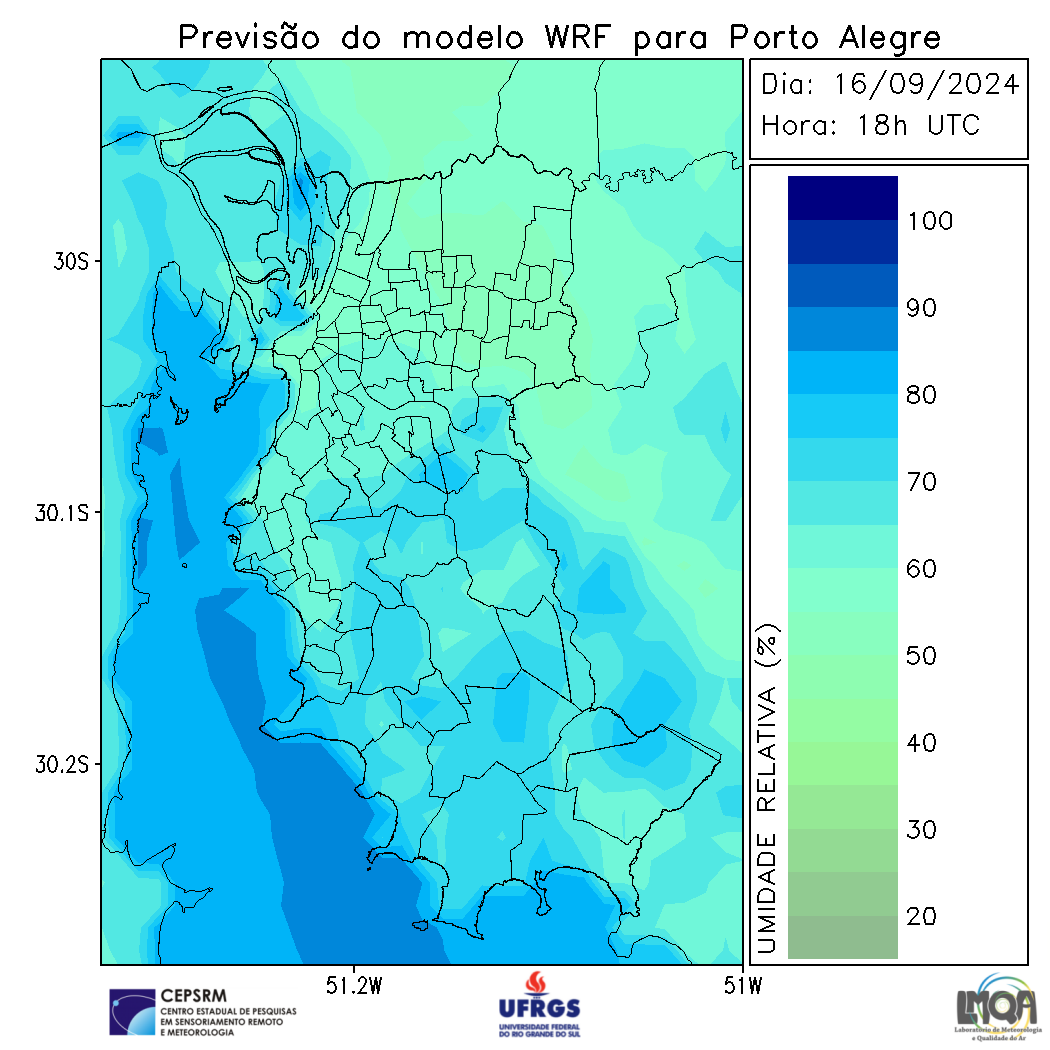 Previsão do modelo WRF para Porto Alegre
Dia: 16/09/2024
Hora: 18h UTC
100
90
80
70
60
50
40
30
20
UMIDADE RELATIVA (%)
30S
30.1S
30.2S
51.2W
51W
CEPSRM
CENTRO ESTADUAL DE PESQUISAS
EM SENSORIAMENTO REMOTO
E METEOROLOGIA
UFRGS
UNIVERSIDADE FEDERAL
DO RIO GRANDE DO SUL
LMQA
Laboratório de Meteorologia
e Qualidade do Ar